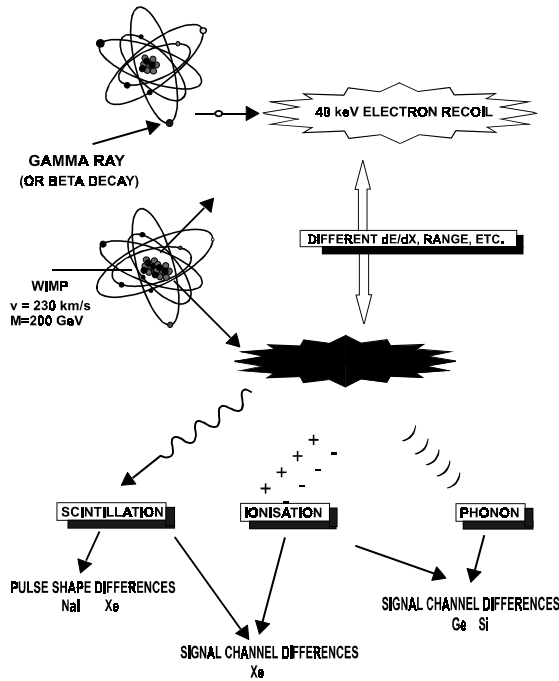 40 keV ELECTRON RECOIL
GAMMA RAY
(OR BETA DECAY)
DIFFERENT dE/dX, RANGE, ETC.
WIMP
v = 230 km/s
M=200 GeV
+ -
+ -
+ -
+ -
SCINTILLATION
IONISATION
PHONON
PULSE SHAPE DIFFERENCES
NaI Xe
SIGNAL CHANNEL DIFFERENCES
Ge Si
SIGNAL CHANNEL DIFFERENCES
Xe